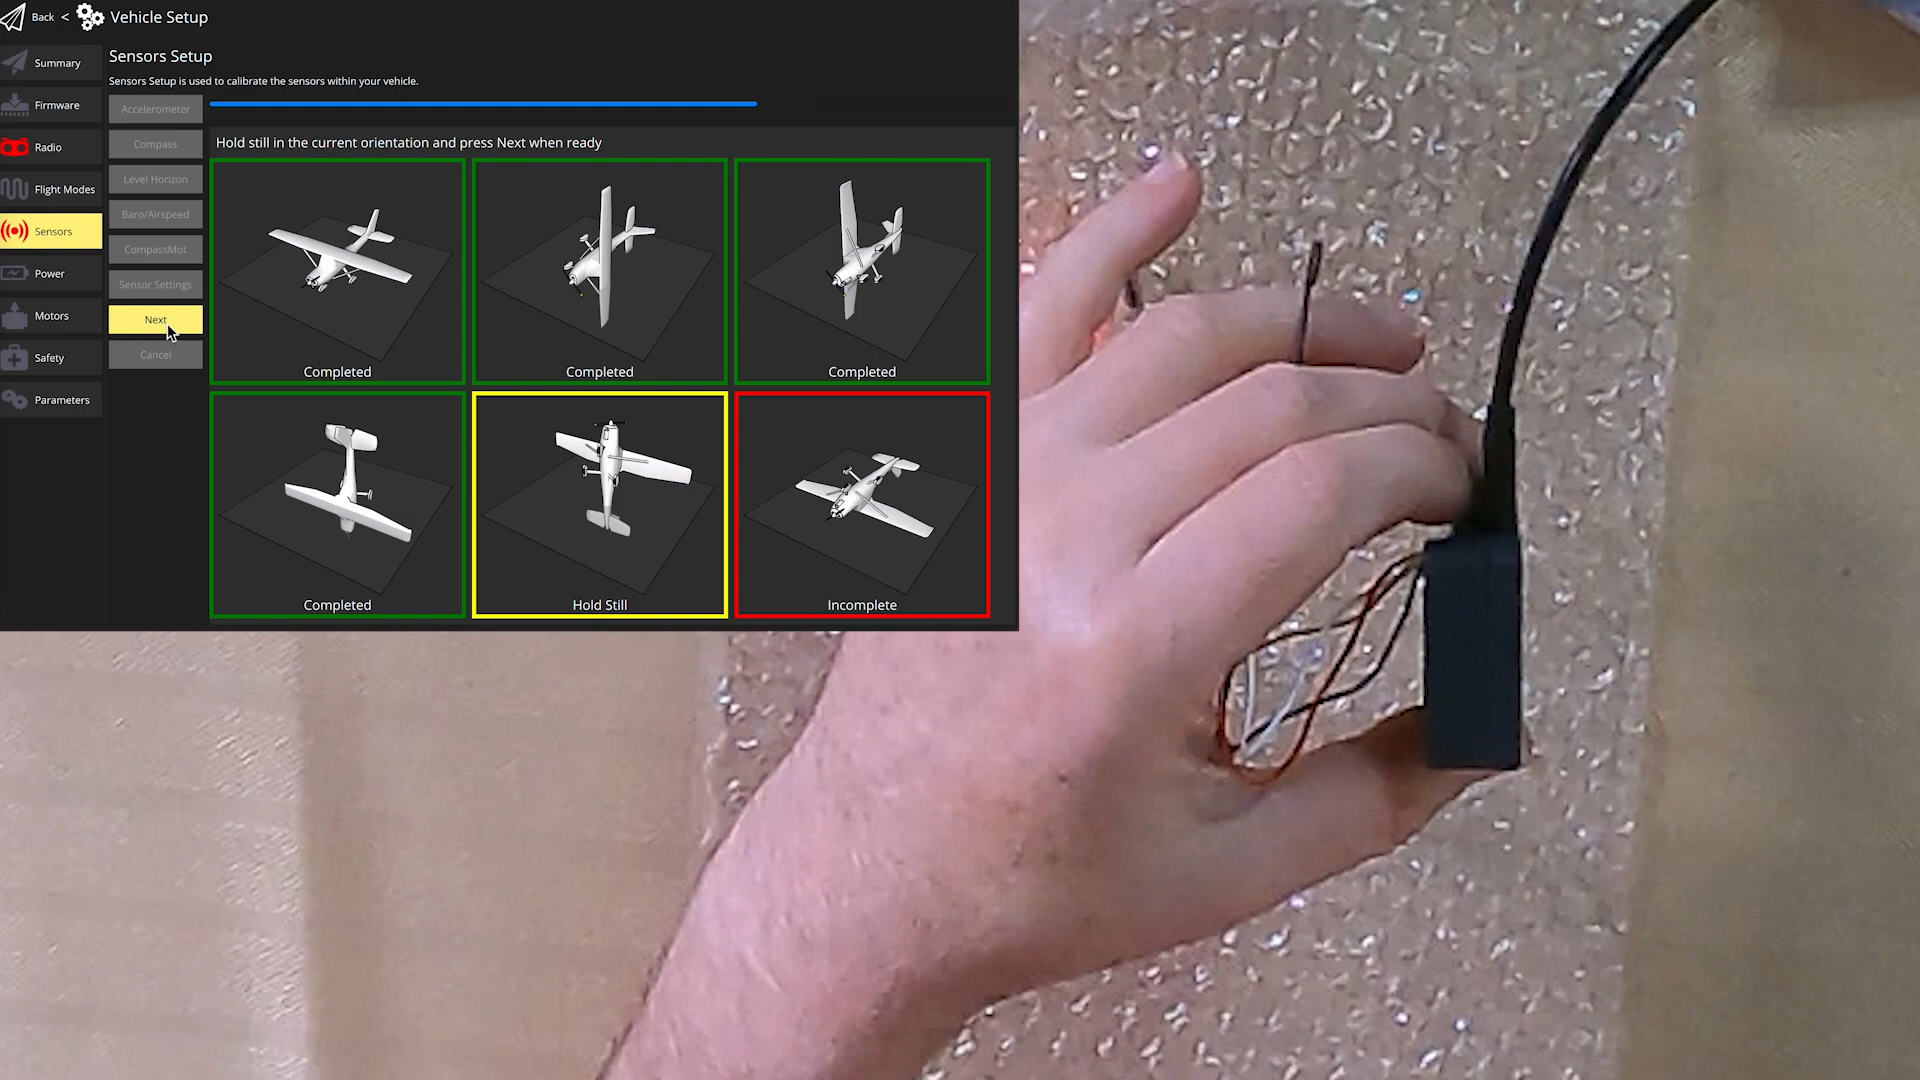 Back < Vehicle Setup
Summary
Firmware
Radio
Flight Modes
Sensors
Power
Motors
Safety
Parameters
Sensors Setup
Sensors Setup is used to calibrate the sensors within your vehicle.
Accelerometer
Compass
Level Horizon
Baro/Airspeed
CompassMot
Sensor Settings
Next
Cancel
Hold still in the current orientation and press Next when ready
Completed
Completed
Completed
Completed
Hold Still
Incomplete